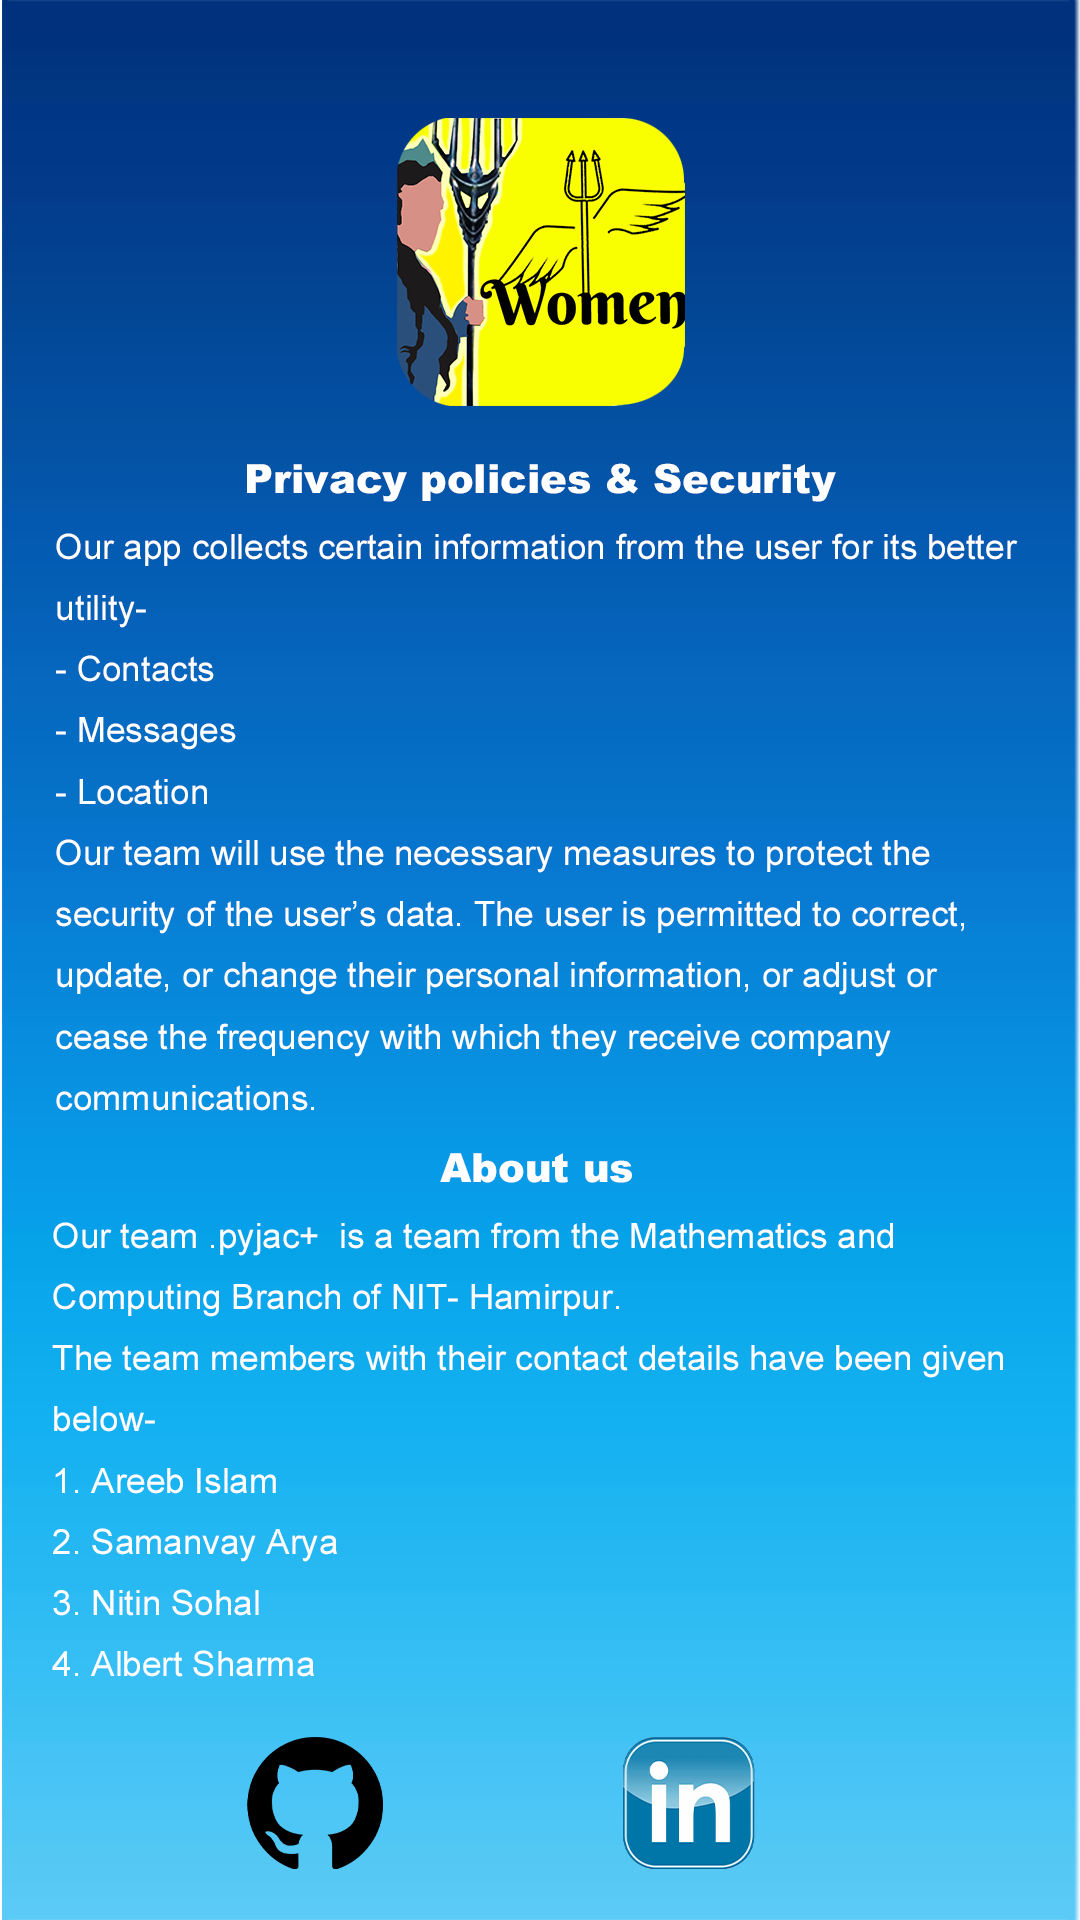 Women
Privacy policies & Security
Our app collects certain information from the user for its better
utility-
- Contacts
- Messages
- Location
Our team will use the necessary measures to protect the
security of the user’s data. The user is permitted to correct,
update, or change their personal information, or adjust or
cease the frequency with which they receive company
communications.
About us
Our team .pyjac+  is a team from the Mathematics and
Computing Branch of NIT- Hamirpur.
The team members with their contact details have been given
below-
1. Areeb Islam
2. Samanvay Arya
3. Nitin Sohal
4. Albert Sharma
in